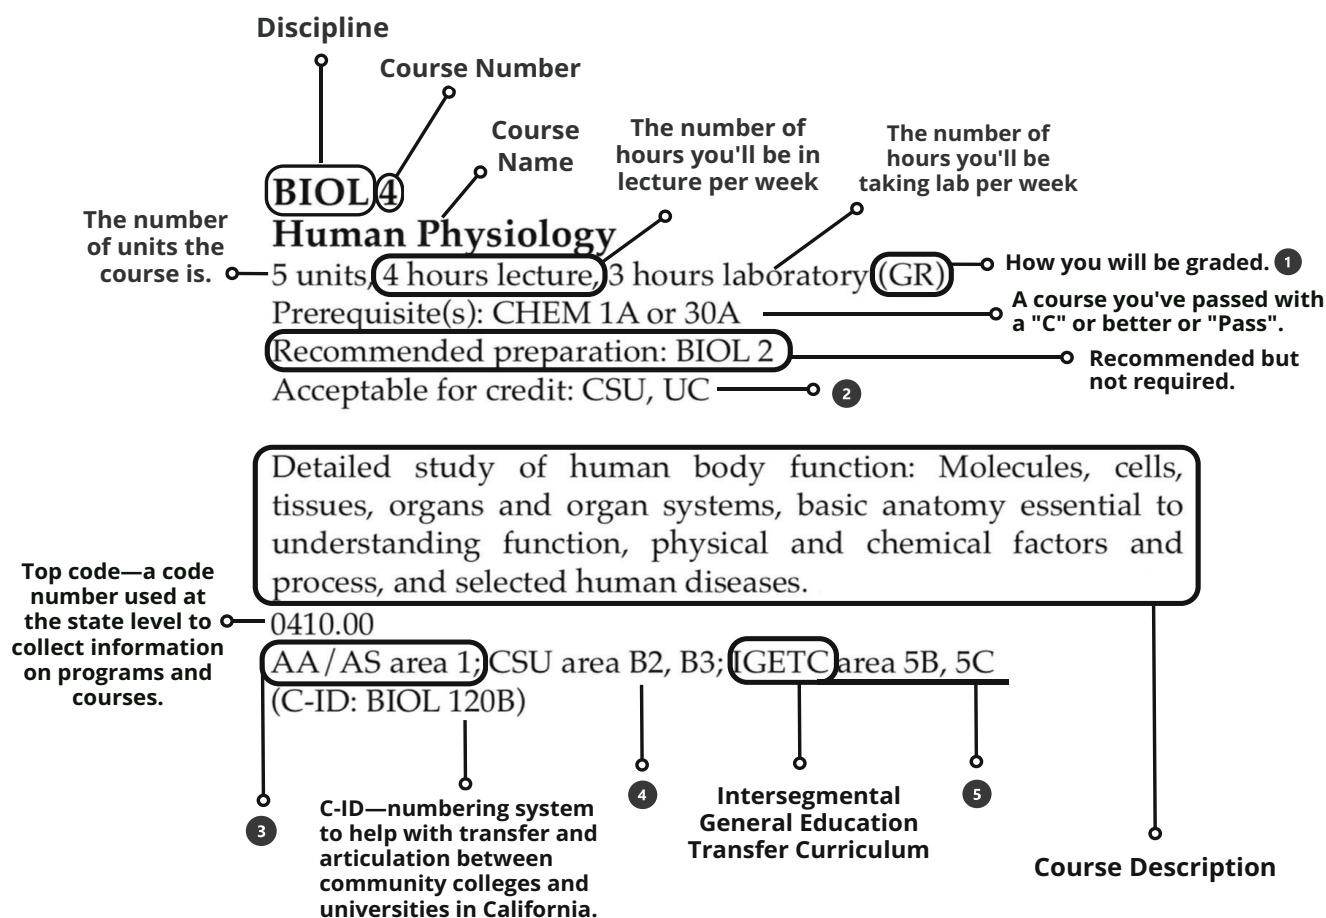 Discipline
Course Number
Course
Name
The number of
hours you'll be in
lecture per week
The number of
hours you'll be
taking lab per week
BIOL 4
The number
of units the
course is.
Human Physiology
5 units, 4 hours lecture, 3 hours laboratory (GR)
How you will be graded. 1
Prerequisite(s): CHEM 1A or 30A
A course you've passed with
a "C" or better or "Pass".
Recommended preparation: BIOL 2
Recommended but
not required.
Acceptable for credit: CSU, UC
2
Detailed study of human body function: Molecules, cells,
tissues, organs and organ systems, basic anatomy essential to
understanding function, physical and chemical factors and
process, and selected human diseases.
Top code—a code
number used at
the state level to
collect information
on programs and
courses.
0410.00
AA/AS area 1; CSU area B2, B3; IGETC area 5B, 5C
(C-ID: BIOL 120B)
3
C-ID—numbering system
to help with transfer and
articulation between
community colleges and
universities in California.
4
Intersegmental
General Education
Transfer Curriculum
5
Course Description